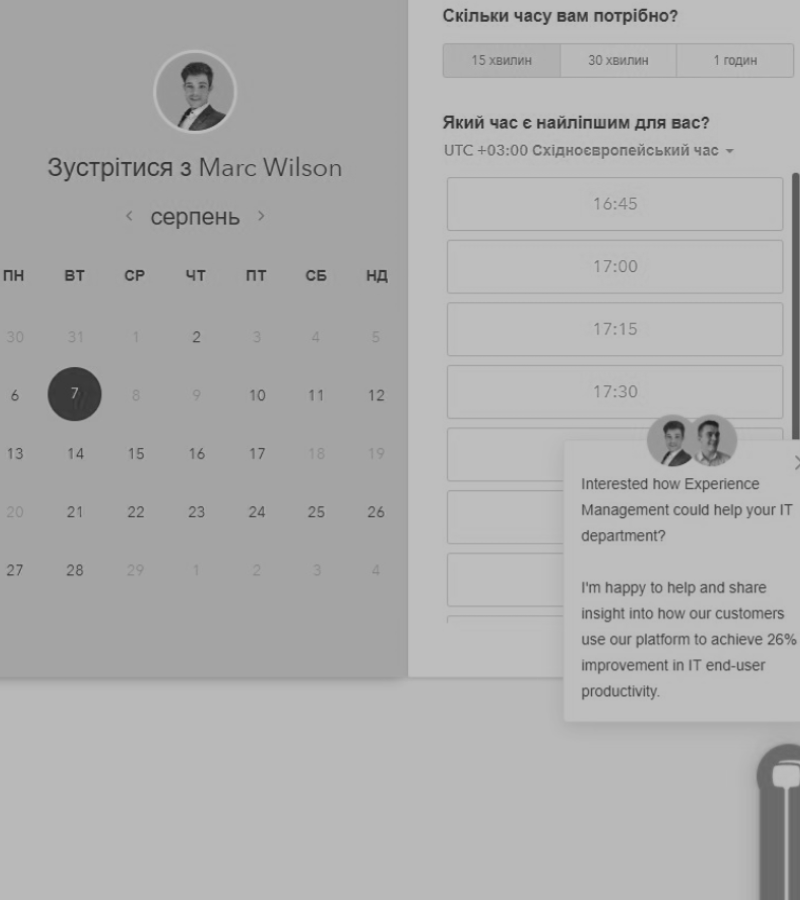 Зустрітися з Marc Wilson
‹ серпень ›
ПН ВТ СР ЧТ ПТ СБ НД
30 31 1 2 3 4 5
6 7 8 9 10 11 12
13 14 15 16 17 18 19
20 21 22 23 24 25 26
27 28 29 1 2 3 4
Скільки часу вам потрібно?
15 хвилин 30 хвилин 1 годин
Який час є найліпшим для вас?
UTC +03:00 Східноєвропейський час
16:45
17:00
17:15
17:30
Interested how Experience
Management could help your IT
department?
I'm happy to help and share
insight into how our customers
use our platform to achieve 26%
improvement in IT end-user
productivity.